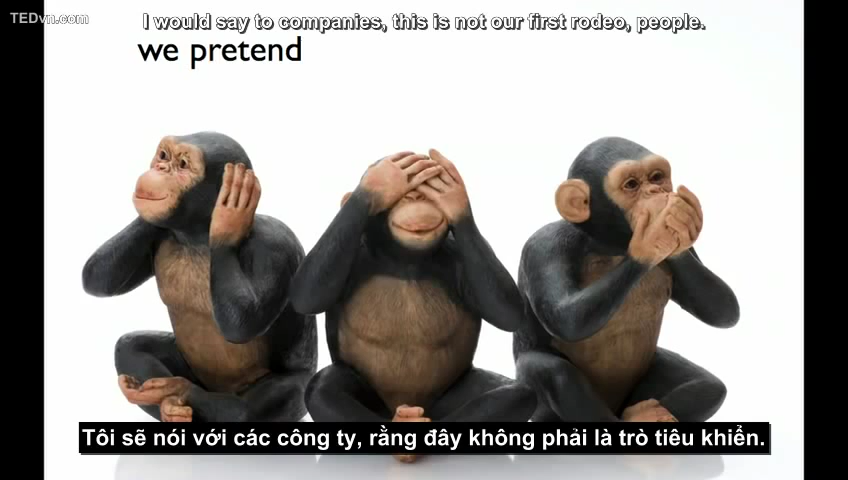 TEDvn.com
I would say to companies, this is not our first rodeo, people.
we pretend
Tôi sẽ nói với các công ty, rằng đây không phải là trò tiêu khiển.